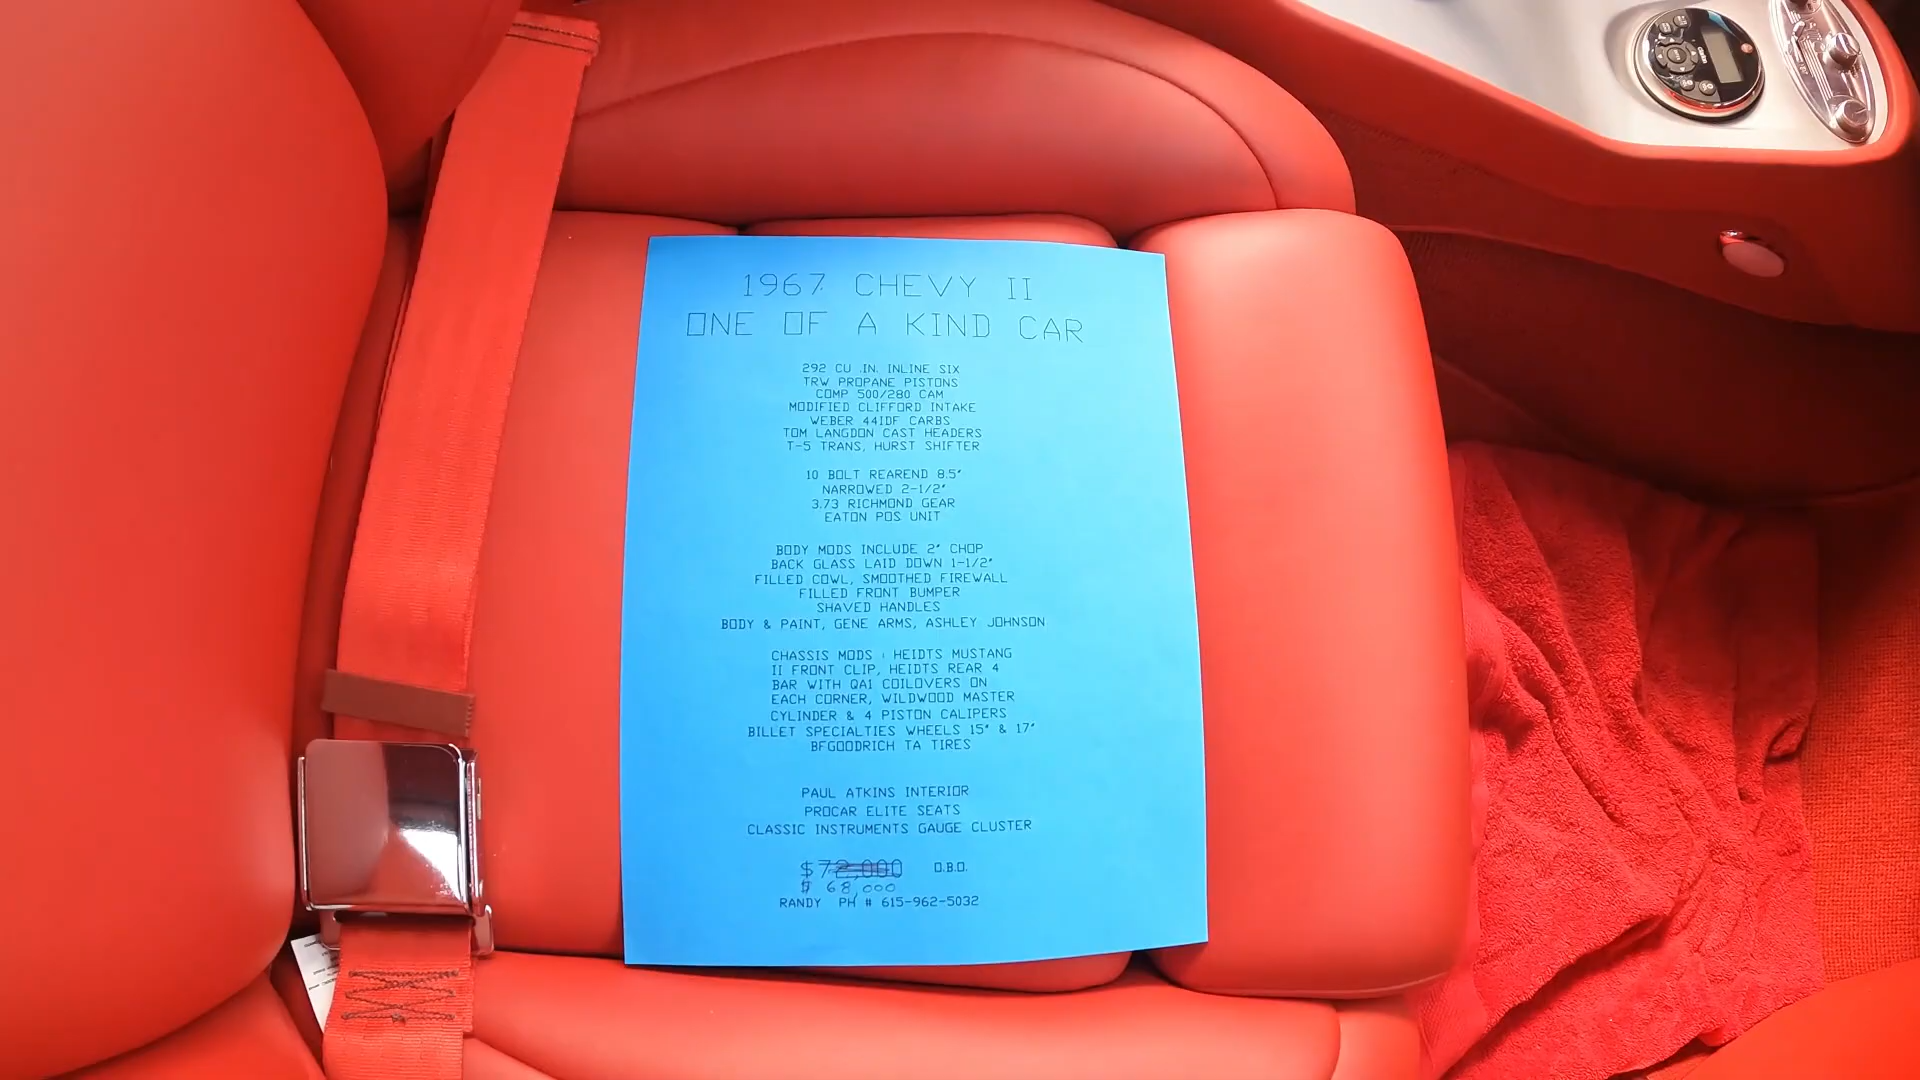 1967 CHEVY II
ONE OF A KIND CAR
292 CU .IN. INLINE SIX
TRW PROPANE PISTONS
COMP 500/280 CAM
MODIFIED CLIFFORD INTAKE
WEBER 44IDF CARBS
TOM LANGDON CAST HEADERS
T-5 TRANS, HURST SHIFTER
10 BOLT REAREND 8.5"
NARROWED 2-1/2"
3.73 RICHMOND GEAR
EATON POS UNIT
BODY MODS INCLUDE 2" CHOP
BACK GLASS LAID DOWN 1-1/2"
FILLED COWL, SMOOTHED FIREWALL
FILLED FRONT BUMPER
SHAVED HANDLES
BODY & PAINT, GENE ARMS, ASHLEY JOHNSON
CHASSIS MODS : HEIDTS MUSTANG
II FRONT CLIP, HEIDTS REAR 4
BAR WITH QA1 COILOVERS ON
EACH CORNER, WILDWOOD MASTER
CYLINDER & 4 PISTON CALIPERS
BILLET SPECIALTIES WHEELS 15" & 17"
BFGOODRICH TA TIRES
PAUL ATKINS INTERIOR
PROCAR ELITE SEATS
CLASSIC INSTRUMENTS GAUGE CLUSTER
$72,000 O.B.O.
$ 68,000
RANDY PH # 615-962-5032